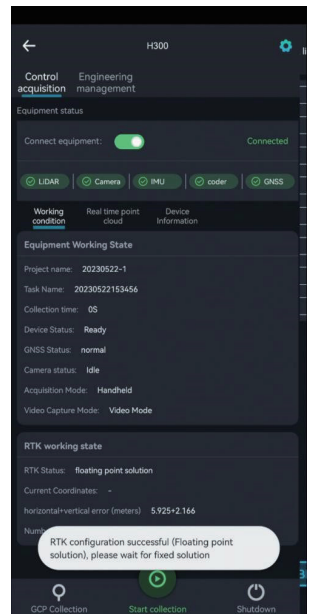 H300
li
Control acquisition
Engineering management
Equipment status
Connect equipment:
Connected
LiDAR
Camera
IMU
coder
GNSS
Working condition
Real time point cloud
Device Information
Equipment Working State
Project name: 20230522-1
Task Name: 20230522153456
Collection time: 0S
Device Status: Ready
GNSS Status: normal
Camera status: Idle
Acquisition Mode: Handheld
Video Capture Mode: Video Mode
RTK working state
RTK Status: floating point solution
Current Coordinates: -
horizontal+vertical error (meters) 5.925+2.166
RTK configuration successful (Floating point
solution), please wait for fixed solution
GCP Collection
Start collection
Shutdown